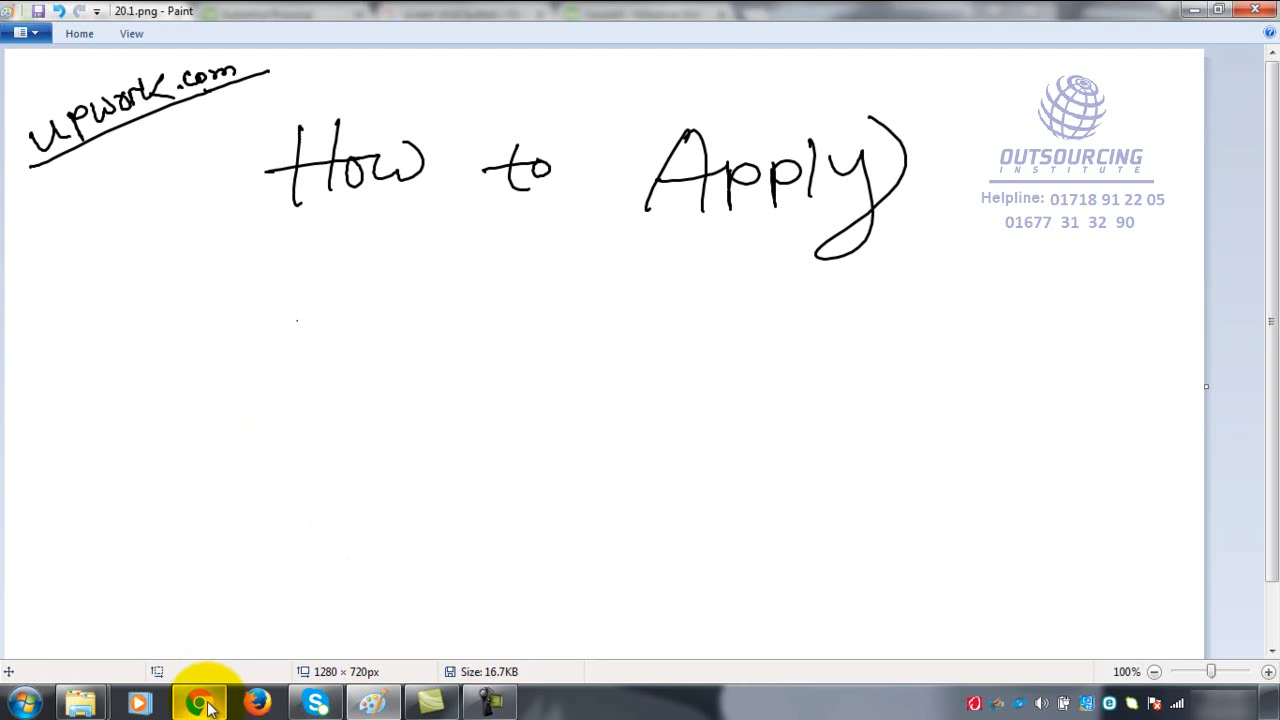 20.1.png - Paint
Home View
upwork.com
How to Apply
OUTSOURCING
INSTITUTE
Helpline: 01718 91 22 05
01677 31 32 90
1280 × 720px
Size: 16.7KB
100%